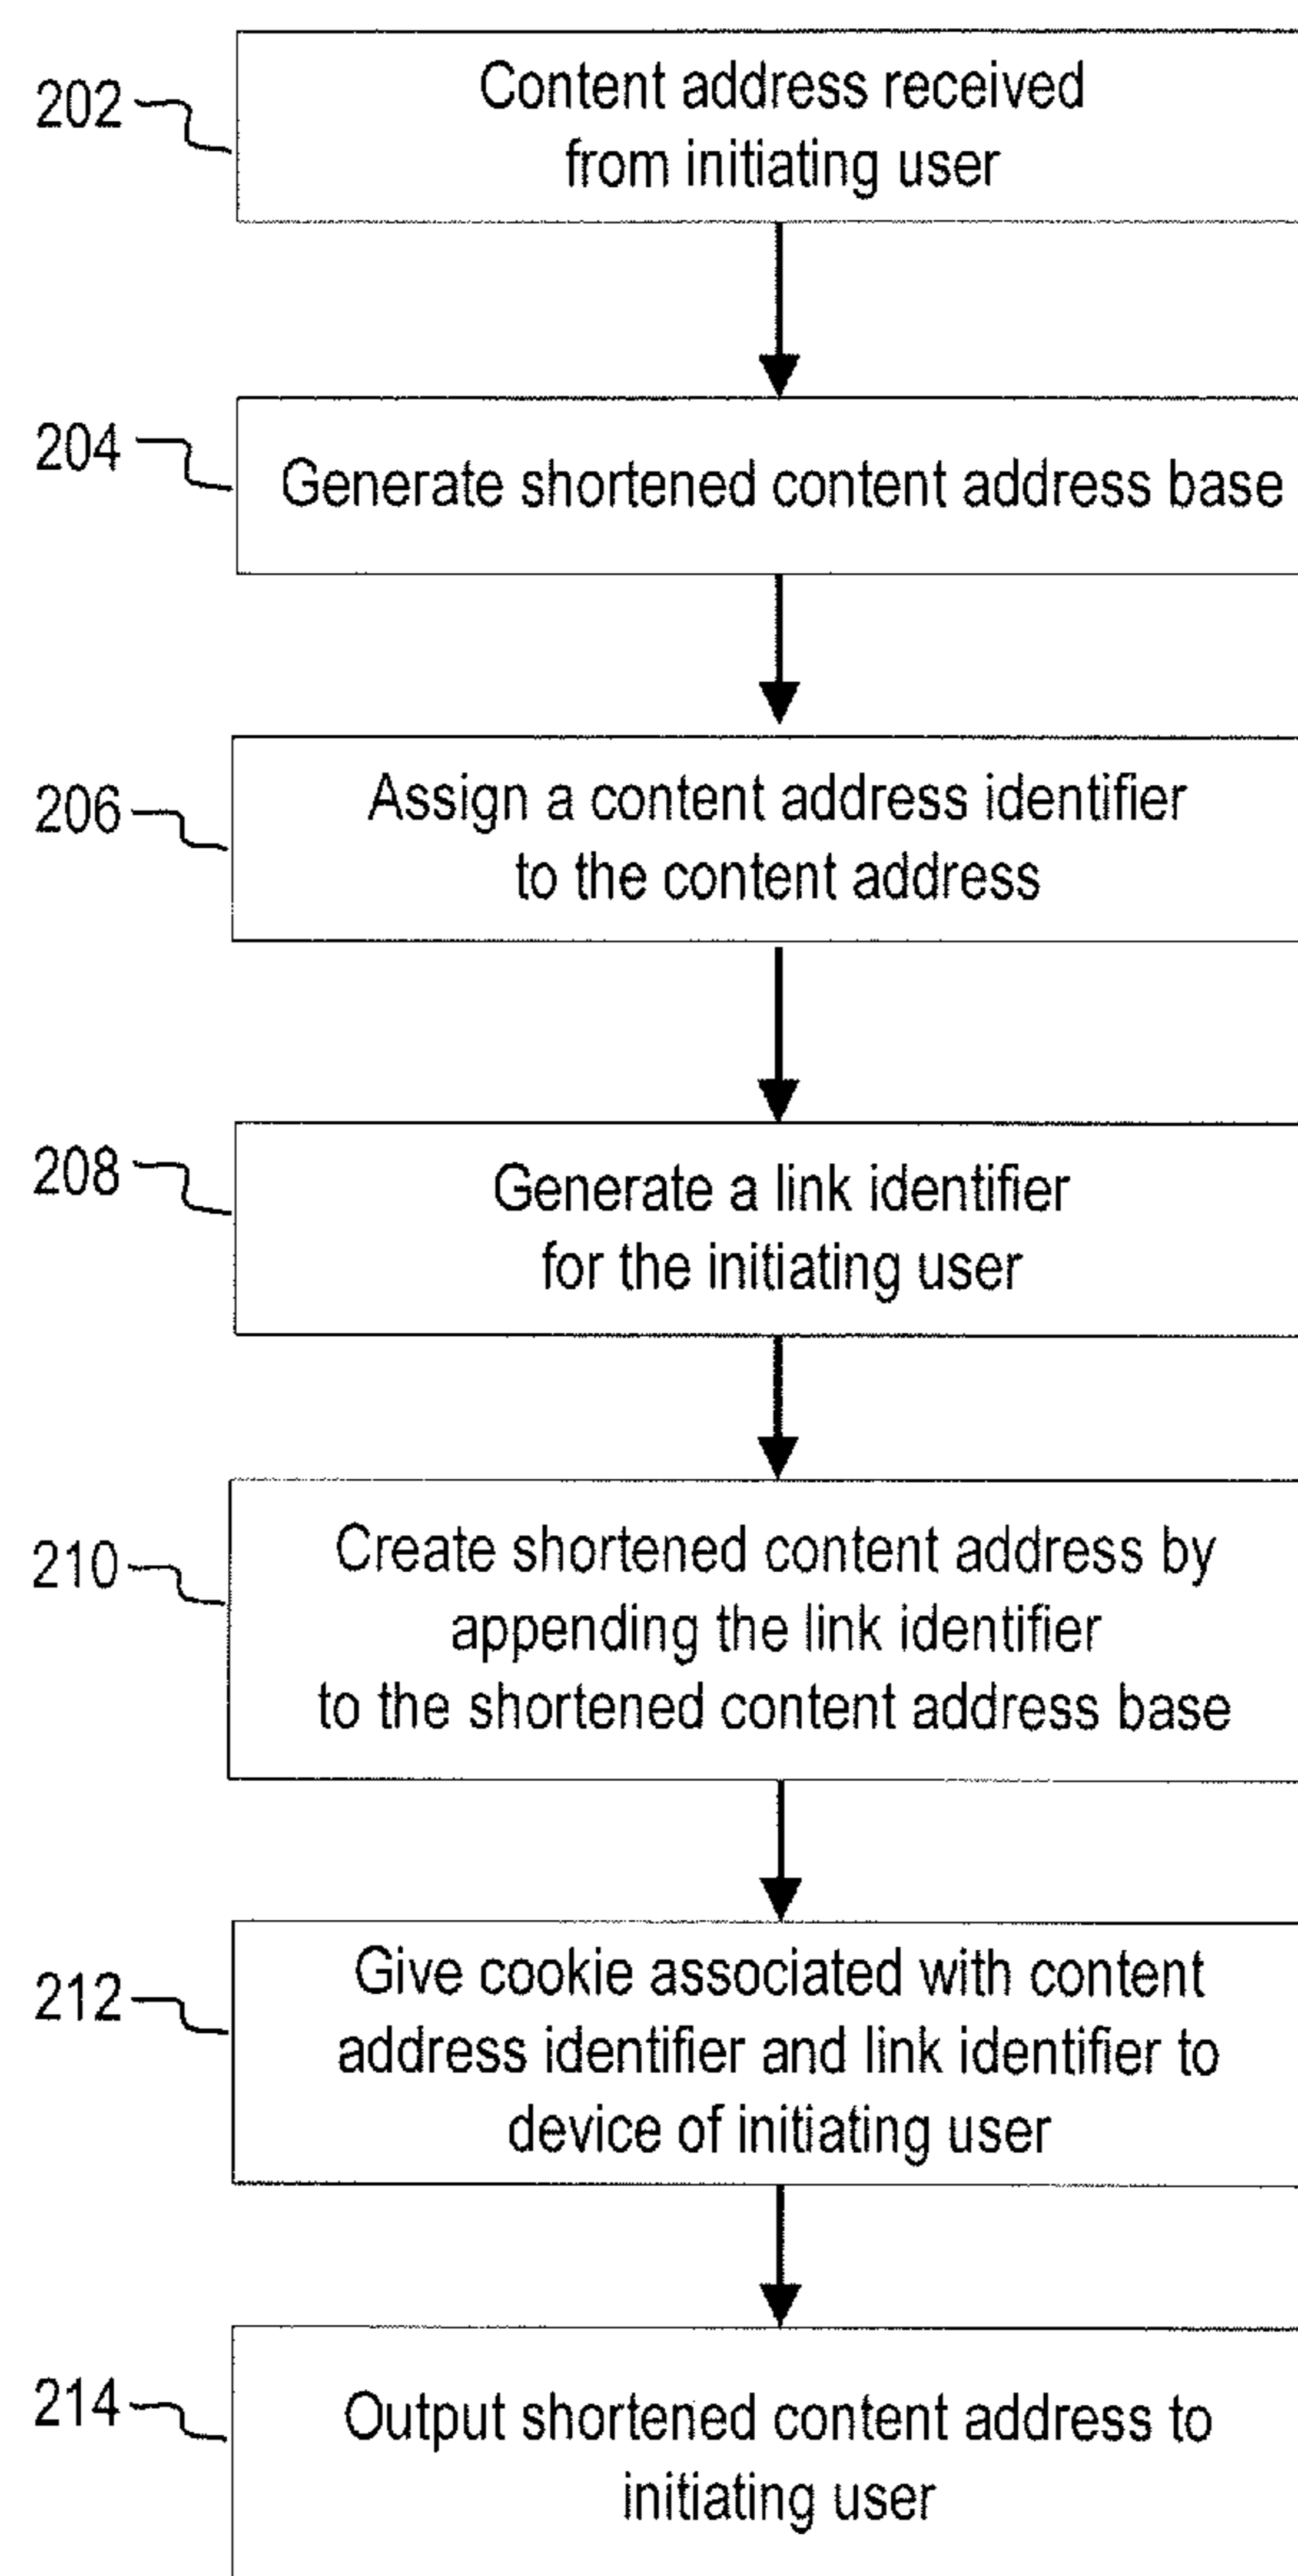 202
Content address received
from initiating user
204
Generate shortened content address base
206
Assign a content address identifier
to the content address
208
Generate a link identifier
for the initiating user
210
Create shortened content address by
appending the link identifier
to the shortened content address base
212
Give cookie associated with content
address identifier and link identifier to
device of initiating user
214
Output shortened content address to
initiating user